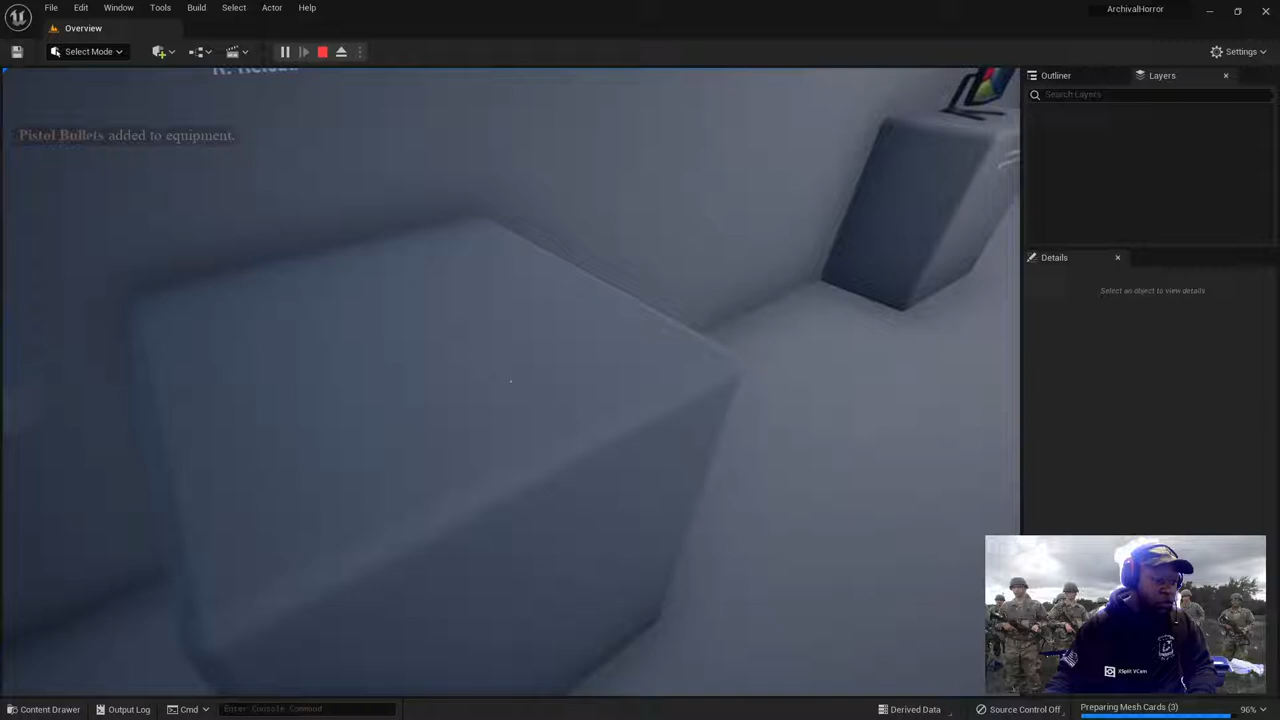 File Edit Window Tools Build Select Actor Help
ArchivalHorror
Overview
Select Mode
Settings
Pistol Bullets added to equipment.
Outliner
Layers
Search Layers
Details
Select an object to view details
XSplit VCam
Content Drawer
Output Log
Cmd
Enter Console Command
Derived Data
Source Control Off
Preparing Mesh Cards (3)
96%